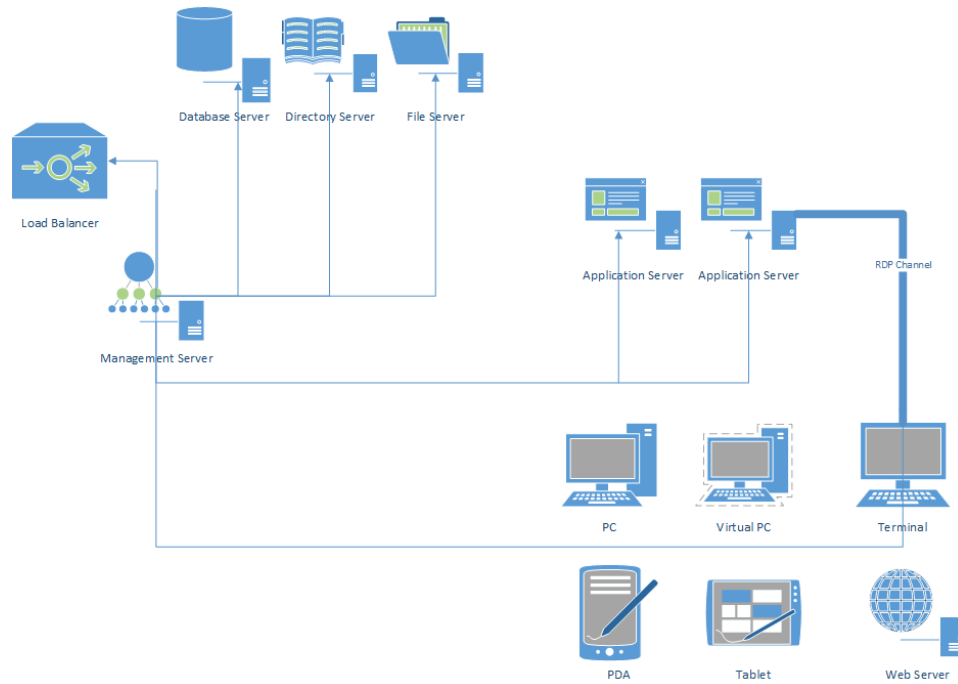 Database Server
Directory Server
File Server
Load Balancer
Application Server
Application Server
RDP Channel
Management Server
PC
Virtual PC
Terminal
PDA
Tablet
Web Server